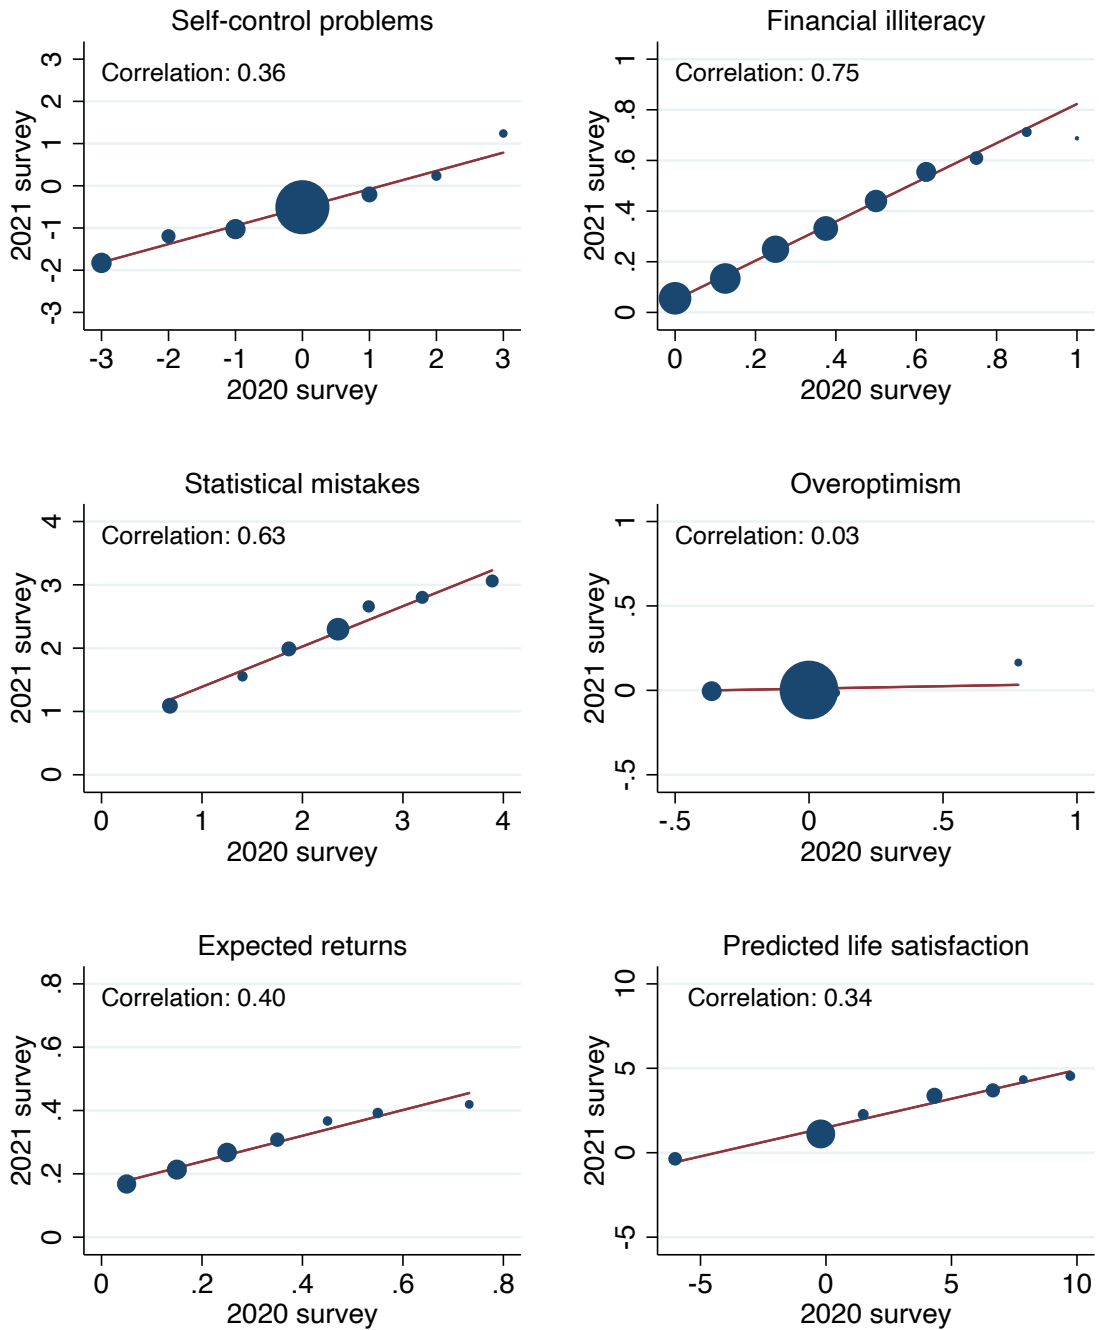 Self-control problems
Correlation: 0.36
2021 survey
3
2
1
0
-1
-2
-3
-3 -2 -1 0 1 2 3
2020 survey
Financial illiteracy
Correlation: 0.75
2021 survey
1
.8
.6
.4
.2
0
0 .2 .4 .6 .8 1
2020 survey
Statistical mistakes
Correlation: 0.63
2021 survey
4
3
2
1
0
0 1 2 3 4
2020 survey
Overoptimism
Correlation: 0.03
2021 survey
1
.5
0
-.5
-.5 0 .5 1
2020 survey
Expected returns
Correlation: 0.40
2021 survey
.8
.6
.4
.2
0
0 .2 .4 .6 .8
2020 survey
Predicted life satisfaction
Correlation: 0.34
2021 survey
10
5
0
-5
-5 0 5 10
2020 survey